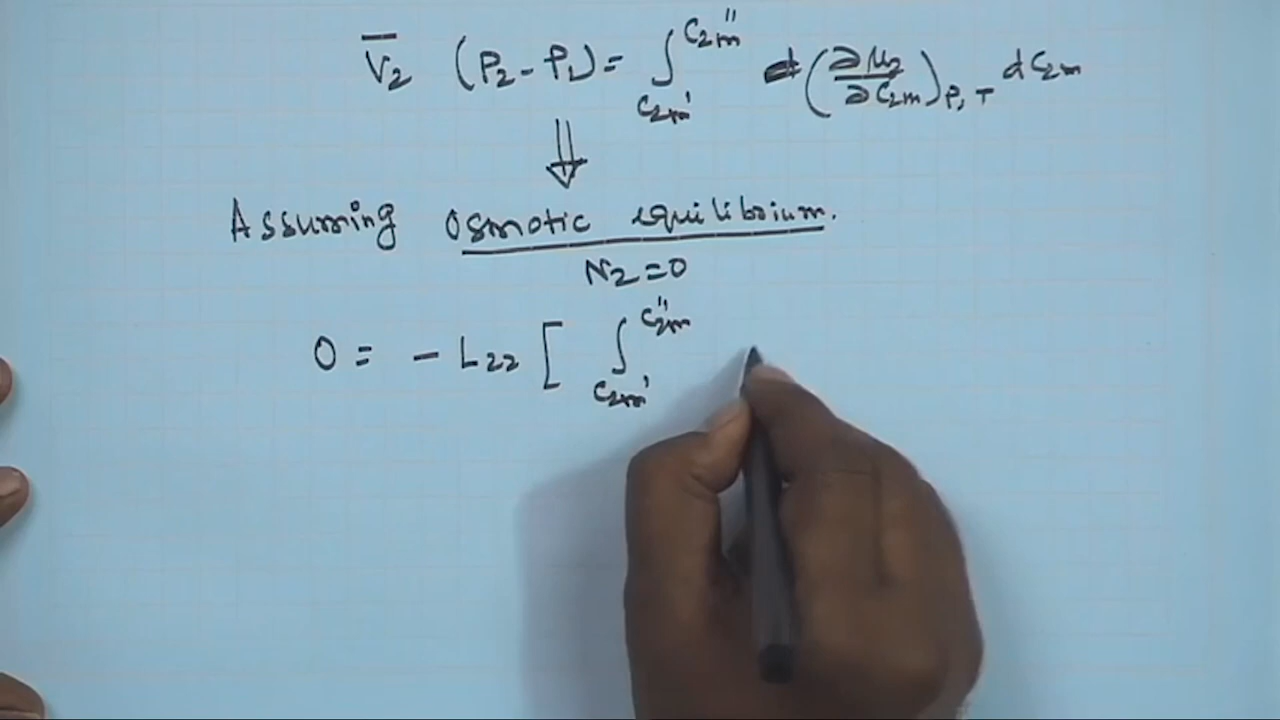 V̄₂ (P₂ - P₁) = ∫_{C₂m'}^{C₂m''} (∂μ₂/∂C₂m)_{P, T} dC₂m
⇓
Assuming osmotic equilibrium.
N₂ = 0
0 = - L₂₂ [ ∫_{C₂m'}^{C₂m''}